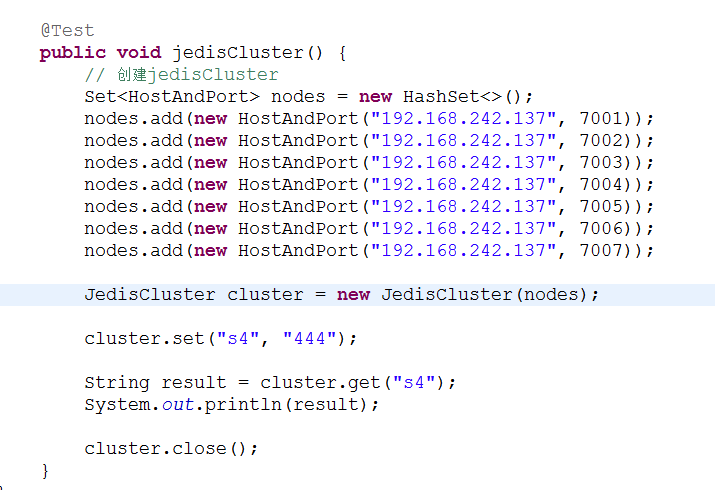 @Test
public void jedisCluster() {
// 创建jedisCluster
Set<HostAndPort> nodes = new HashSet<>();
nodes.add(new HostAndPort("192.168.242.137", 7001));
nodes.add(new HostAndPort("192.168.242.137", 7002));
nodes.add(new HostAndPort("192.168.242.137", 7003));
nodes.add(new HostAndPort("192.168.242.137", 7004));
nodes.add(new HostAndPort("192.168.242.137", 7005));
nodes.add(new HostAndPort("192.168.242.137", 7006));
nodes.add(new HostAndPort("192.168.242.137", 7007));
JedisCluster cluster = new JedisCluster(nodes);
cluster.set("s4", "444");
String result = cluster.get("s4");
System.out.println(result);
cluster.close();
}